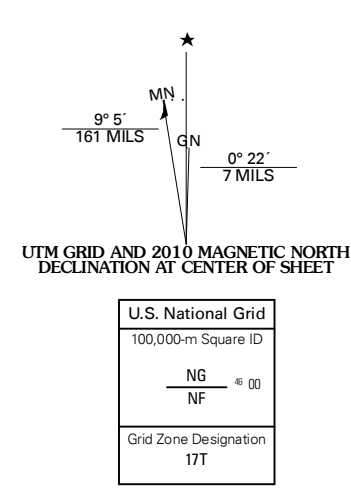 ★
MN
9° 5´
161 MILS
GN
0° 22´
7 MILS
UTM GRID AND 2010 MAGNETIC NORTH
DECLINATION AT CENTER OF SHEET
U.S. National Grid
100,000-m Square ID
NG
NF
46 00
Grid Zone Designation
17T